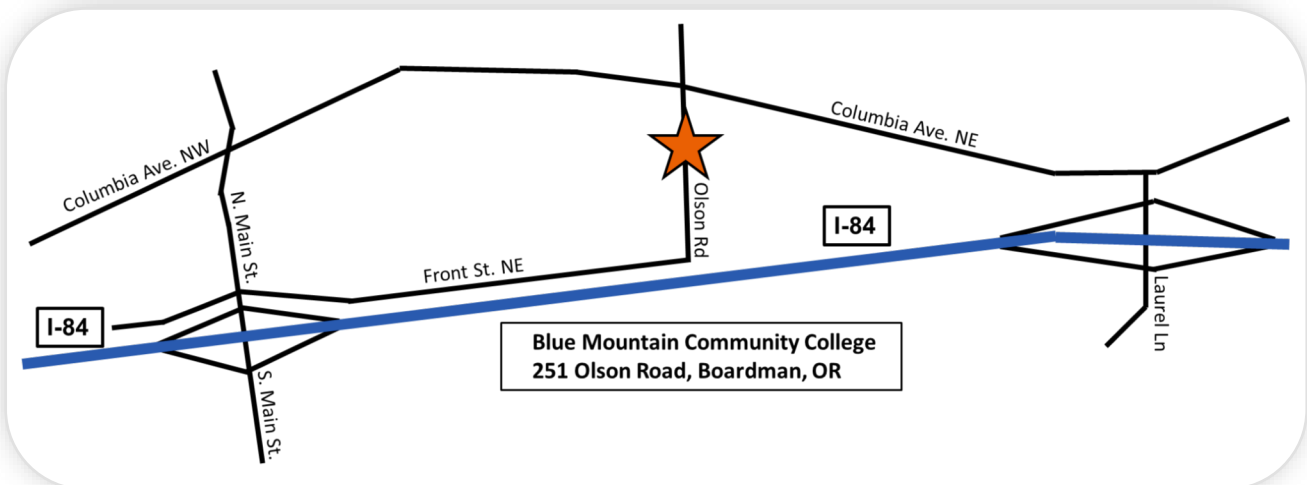 Columbia Ave. NW
Columbia Ave. NE
N. Main St.
Olson Rd
I-84
Front St. NE
I-84
Laurel Ln
Blue Mountain Community College
251 Olson Road, Boardman, OR
S. Main St.